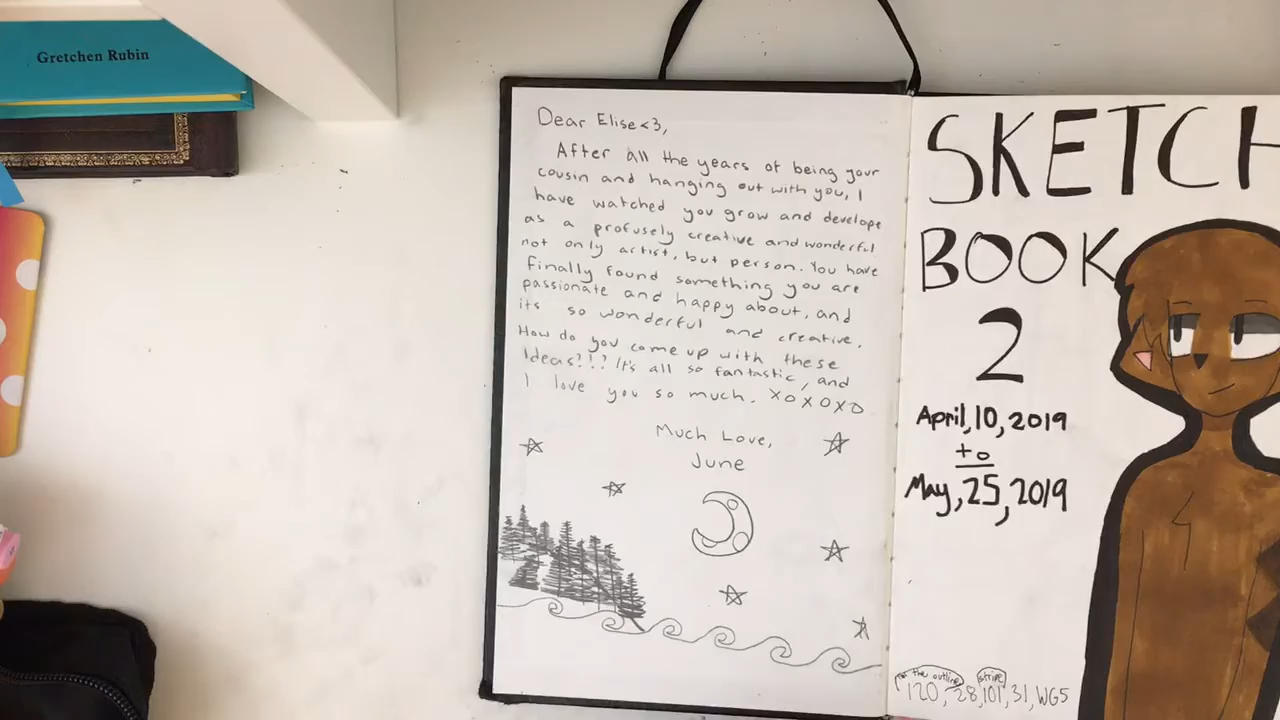 Gretchen Rubin
Dear Elise<3,
After all the years of being your
cousin and hanging out with you, I
have watched you grow and develope
as a profusely creative and wonderful
not only artist, but person. You have
finally found something you are
passionate and happy about, and
its so wonderful and creative.
How do you come up with these
Ideas?!? It's all so fantastic, and
I love you so much. XOXOXO
Much Love,
June
SKETCH
BOOK
2
April,10,2019
to
May,25,2019
for the outline stripe
120, 28,101,31,WG5